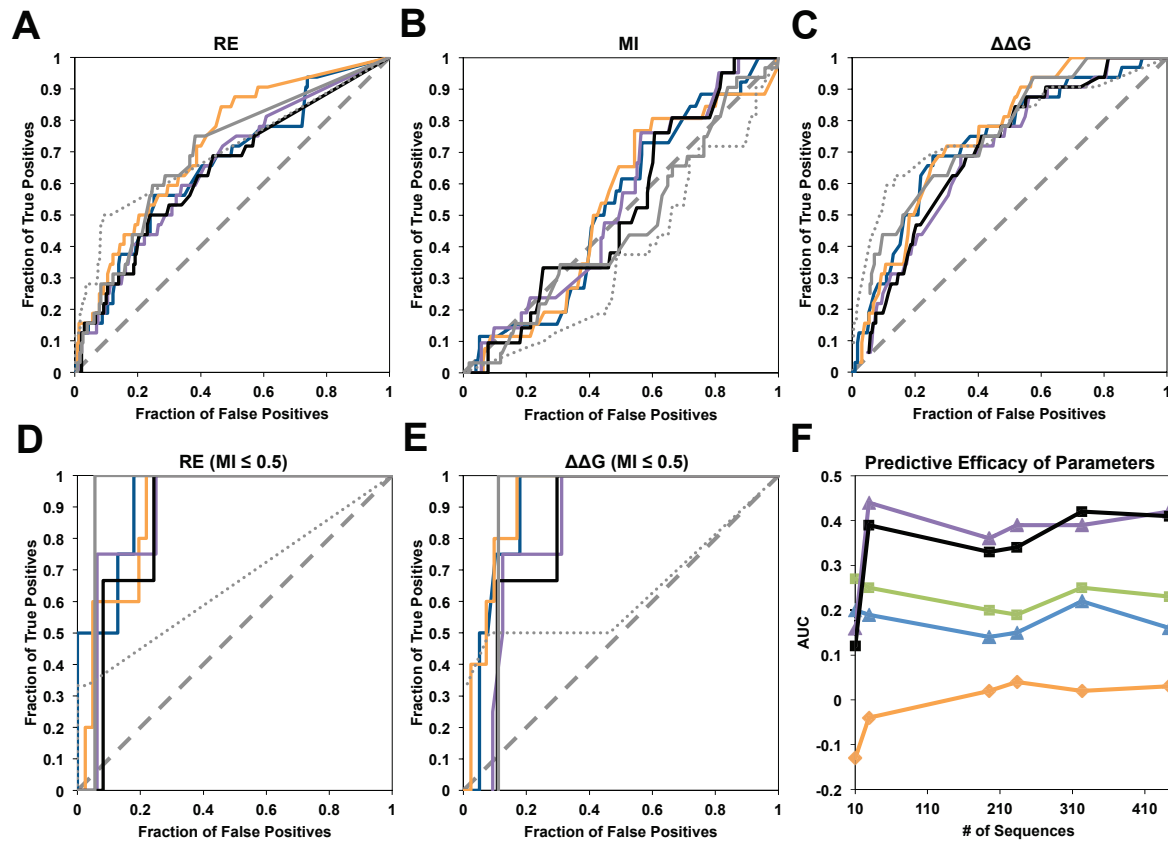 A
RE
1
0.9
0.8
0.7
0.6
0.5
0.4
0.3
0.2
0.1
0
Fraction of True Positives
0 0.2 0.4 0.6 0.8 1
Fraction of False Positives
B
MI
1
0.9
0.8
0.7
0.6
0.5
0.4
0.3
0.2
0.1
0
Fraction of True Positives
0 0.2 0.4 0.6 0.8 1
Fraction of False Positives
C
ΔΔG
1
0.9
0.8
0.7
0.6
0.5
0.4
0.3
0.2
0.1
0
Fraction of True Positives
0 0.2 0.4 0.6 0.8 1
Fraction of False Positives
D
RE (MI ≤ 0.5)
1
0.9
0.8
0.7
0.6
0.5
0.4
0.3
0.2
0.1
0
Fraction of True Positives
0 0.2 0.4 0.6 0.8 1
Fraction of False Positives
E
ΔΔG (MI ≤ 0.5)
1
0.9
0.8
0.7
0.6
0.5
0.4
0.3
0.2
0.1
0
Fraction of True Positives
0 0.2 0.4 0.6 0.8 1
Fraction of False Positives
F
Predictive Efficacy of Parameters
0.5
0.4
0.3
0.2
0.1
0
-0.1
-0.2
AUC
10 110 210 310 410
# of Sequences